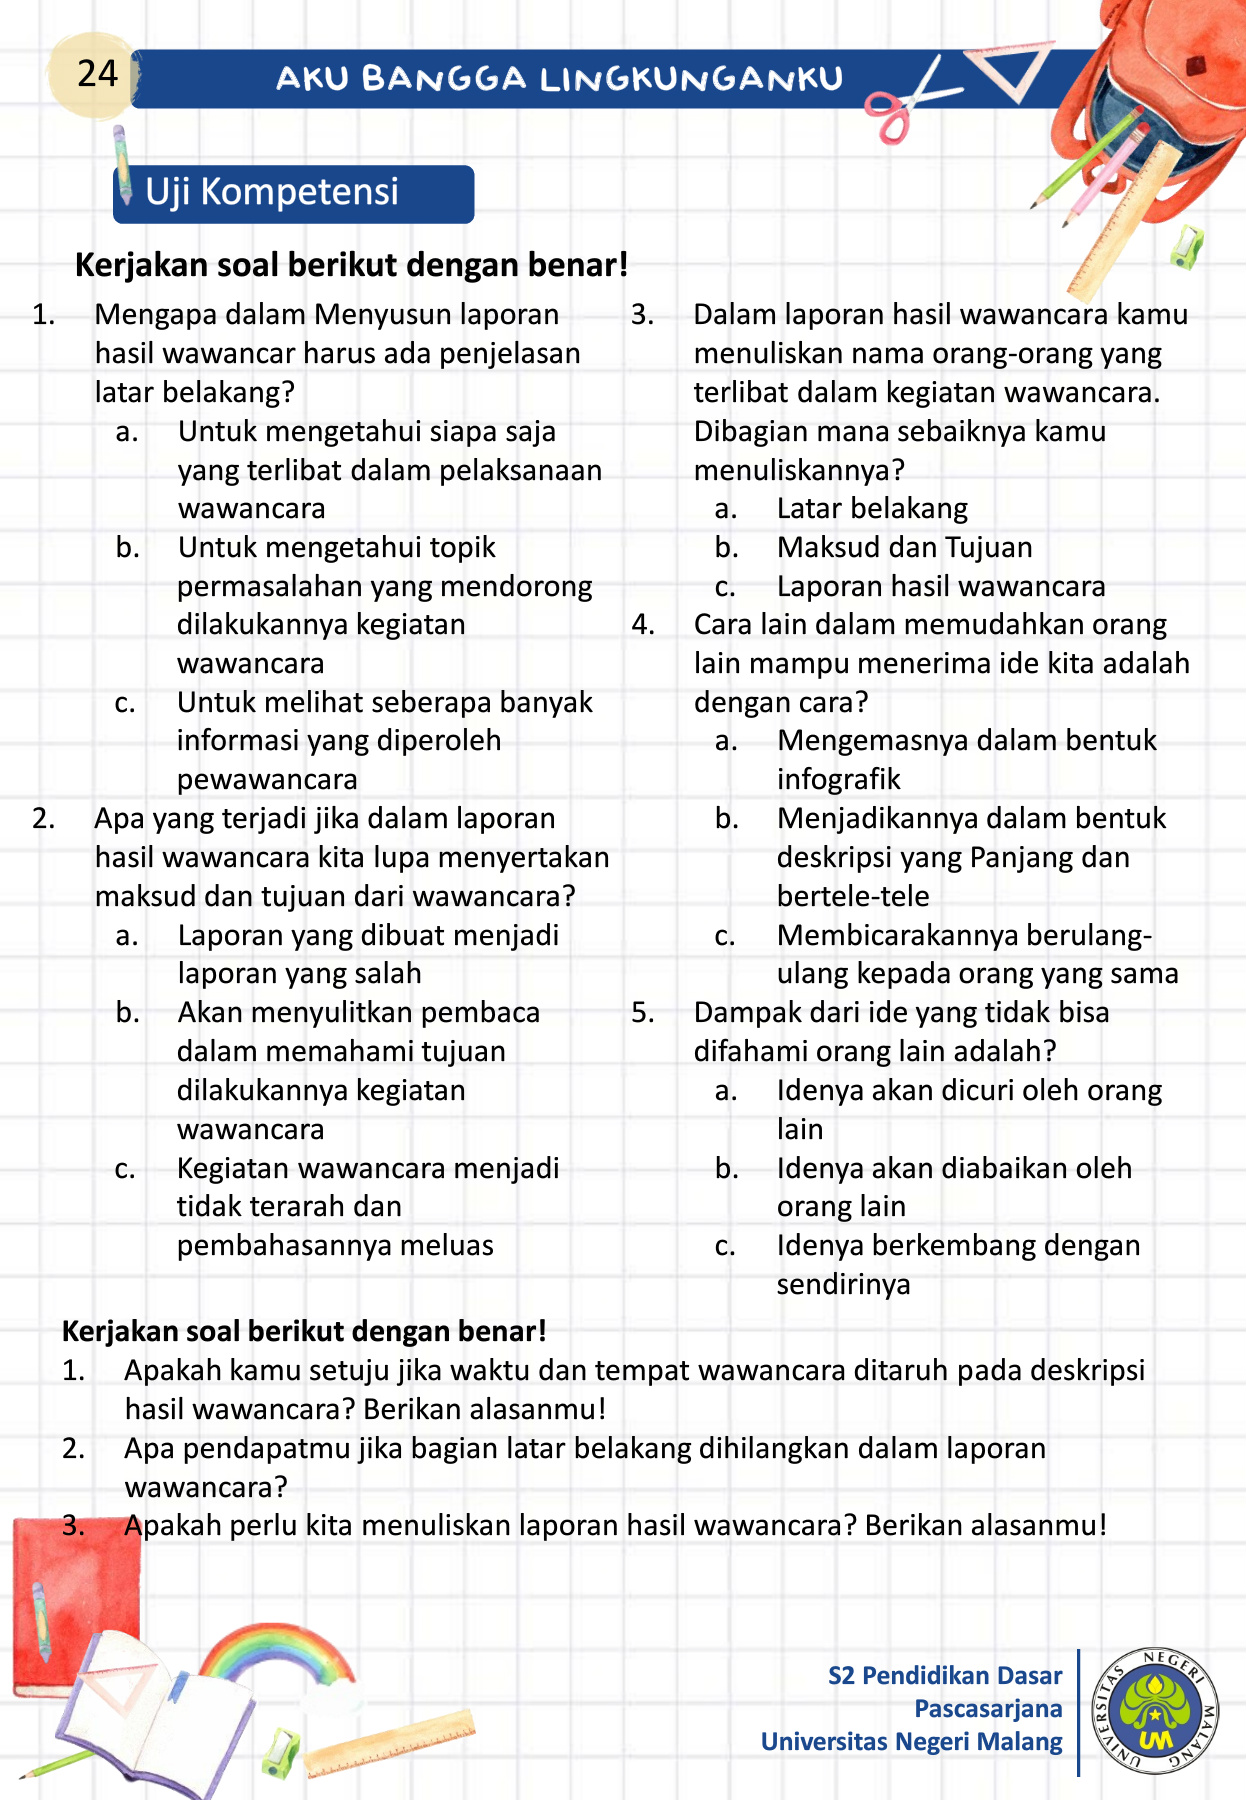 24
AKU BANGGA LINGKUNGANKU
Uji Kompetensi
Kerjakan soal berikut dengan benar!
1. Mengapa dalam Menyusun laporan
hasil wawancar harus ada penjelasan
latar belakang?
a. Untuk mengetahui siapa saja
yang terlibat dalam pelaksanaan
wawancara
b. Untuk mengetahui topik
permasalahan yang mendorong
dilakukannya kegiatan
wawancara
c. Untuk melihat seberapa banyak
informasi yang diperoleh
pewawancara
2. Apa yang terjadi jika dalam laporan
hasil wawancara kita lupa menyertakan
maksud dan tujuan dari wawancara?
a. Laporan yang dibuat menjadi
laporan yang salah
b. Akan menyulitkan pembaca
dalam memahami tujuan
dilakukannya kegiatan
wawancara
c. Kegiatan wawancara menjadi
tidak terarah dan
pembahasannya meluas
3. Dalam laporan hasil wawancara kamu
menuliskan nama orang-orang yang
terlibat dalam kegiatan wawancara.
Dibagian mana sebaiknya kamu
menuliskannya?
a. Latar belakang
b. Maksud dan Tujuan
c. Laporan hasil wawancara
4. Cara lain dalam memudahkan orang
lain mampu menerima ide kita adalah
dengan cara?
a. Mengemasnya dalam bentuk
infografik
b. Menjadikannya dalam bentuk
deskripsi yang Panjang dan
bertele-tele
c. Membicarakannya berulang-
ulang kepada orang yang sama
5. Dampak dari ide yang tidak bisa
difahami orang lain adalah?
a. Idenya akan dicuri oleh orang
lain
b. Idenya akan diabaikan oleh
orang lain
c. Idenya berkembang dengan
sendirinya
Kerjakan soal berikut dengan benar!
1. Apakah kamu setuju jika waktu dan tempat wawancara ditaruh pada deskripsi
hasil wawancara? Berikan alasanmu!
2. Apa pendapatmu jika bagian latar belakang dihilangkan dalam laporan
wawancara?
3. Apakah perlu kita menuliskan laporan hasil wawancara? Berikan alasanmu!
S2 Pendidikan Dasar
Pascasarjana
Universitas Negeri Malang
UNIVERSITAS NEGERI MALANG
UM